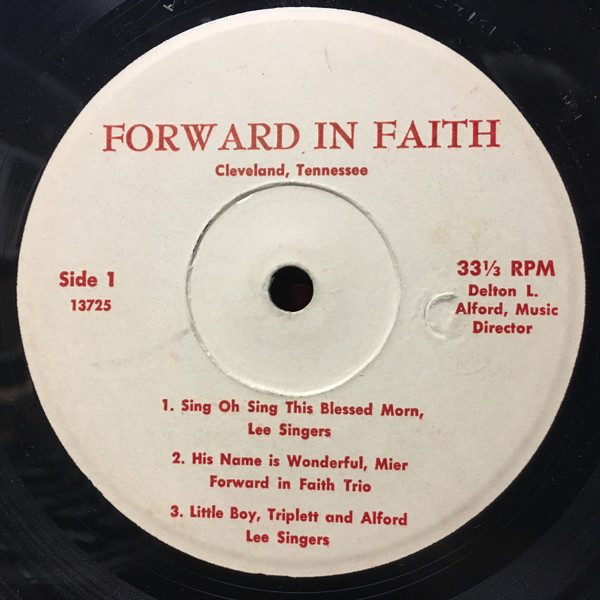 FORWARD IN FAITH
Cleveland, Tennessee
Side 1
13725
33⅓ RPM
Delton L.
Alford, Music
Director
1. Sing Oh Sing This Blessed Morn,
Lee Singers
2. His Name is Wonderful, Mier
Forward in Faith Trio
3. Little Boy, Triplett and Alford
Lee Singers